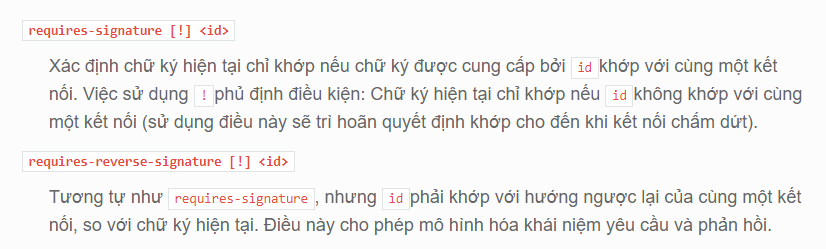 requires-signature [!] <id>
Xác định chữ ký hiện tại chỉ khớp nếu chữ ký được cung cấp bởi id khớp với cùng một kết
nối. Việc sử dụng ! phủ định điều kiện: Chữ ký hiện tại chỉ khớp nếu id không khớp với cùng
một kết nối (sử dụng điều này sẽ trì hoãn quyết định khớp cho đến khi kết nối chấm dứt).
requires-reverse-signature [!] <id>
Tương tự như requires-signature, nhưng id phải khớp với hướng ngược lại của cùng một kết
nối, so với chữ ký hiện tại. Điều này cho phép mô hình hóa khái niệm yêu cầu và phản hồi.